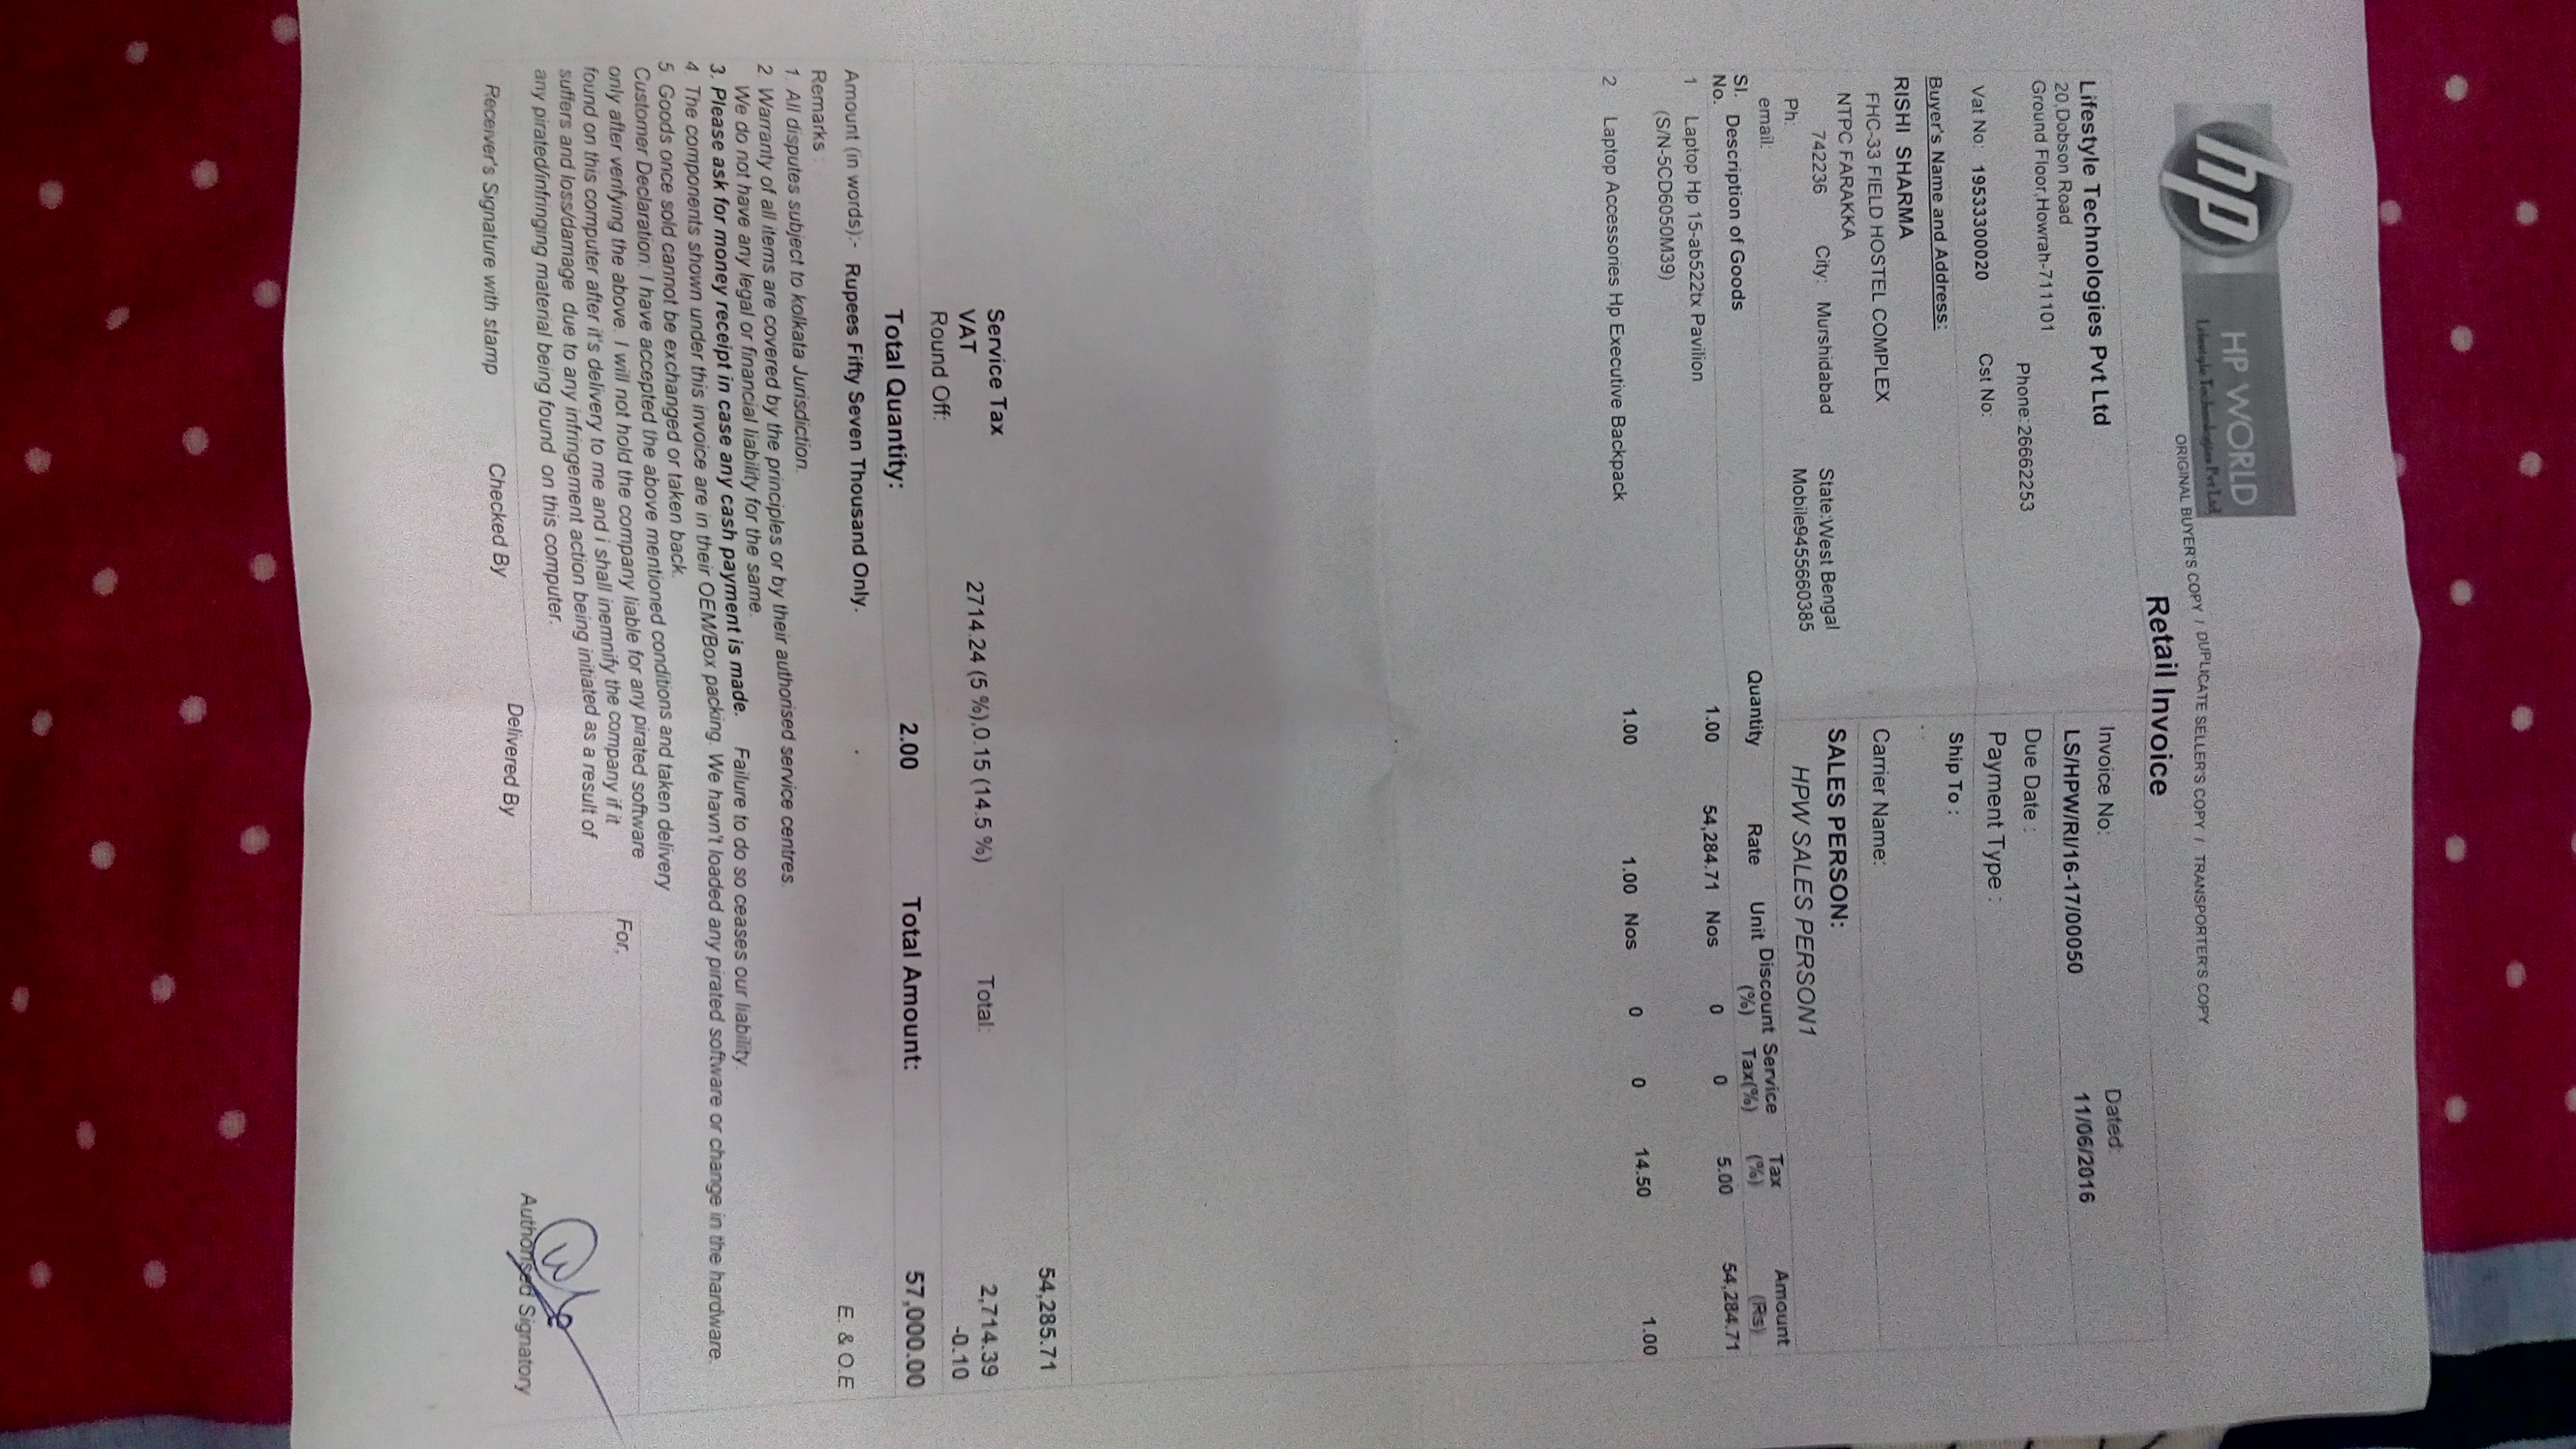 hp
HP WORLD
Lifestyle Technologies Pvt Ltd
ORIGINAL BUYER'S COPY / DUPLICATE SELLER'S COPY / TRANSPORTER'S COPY
Retail Invoice
Lifestyle Technologies Pvt Ltd
20,Dobson Road
Ground Floor,Howrah-711101
Phone:26662253
Vat No: 19533300020 Cst No:
Invoice No: Dated:
LS/HPW/RI/16-17/00050 11/06/2016
Due Date :
Payment Type :
Ship To :
Carrier Name:
SALES PERSON:
HPW SALES PERSON1
Buyer's Name and Address:
RISHI SHARMA
FHC-33 FIELD HOSTEL COMPLEX
NTPC FARAKKA
742236 City: Murshidabad State:West Bengal
Ph: Mobile9455660385
email:
Sl. No. Description of Goods Quantity Rate Unit Discount (%) Service Tax(%) Tax (%) Amount (Rs)
1 Laptop Hp 15-ab522tx Pavilion 1.00 54,284.71 Nos 0 0 5.00 54,284.71
(S/N-5CD6050M39)
2 Laptop Accessories Hp Executive Backpack 1.00 1.00 Nos 0 0 14.50 1.00
54,285.71
Service Tax
VAT 2714.24 (5 %),0.15 (14.5 %) Total: 2,714.39
Round Off: -0.10
Total Quantity: 2.00 Total Amount: 57,000.00
Amount (in words):- Rupees Fifty Seven Thousand Only.
E. & O.E
Remarks :
1. All disputes subject to kolkata Jurisdiction.
2. Warranty of all items are covered by the principles or by their authorised service centres.
We do not have any legal or financial liability for the same.
3. Please ask for money receipt in case any cash payment is made. Failure to do so ceases our liability.
4. The components shown under this invoice are in their OEM/Box packing. We havn't loaded any pirated software or change in the hardware.
5. Goods once sold cannot be exchanged or taken back.
Customer Declaration: I have accepted the above mentioned conditions and taken delivery
only after verifying the above. I will not hold the company liable for any pirated software
found on this computer after it's delivery to me and i shall inemnify the company if it
suffers and loss/damage due to any infringement action being initiated as a result of
any pirated/infringing material being found on this computer.
For,
Authorised Signatory
Receiver's Signature with stamp Checked By Delivered By